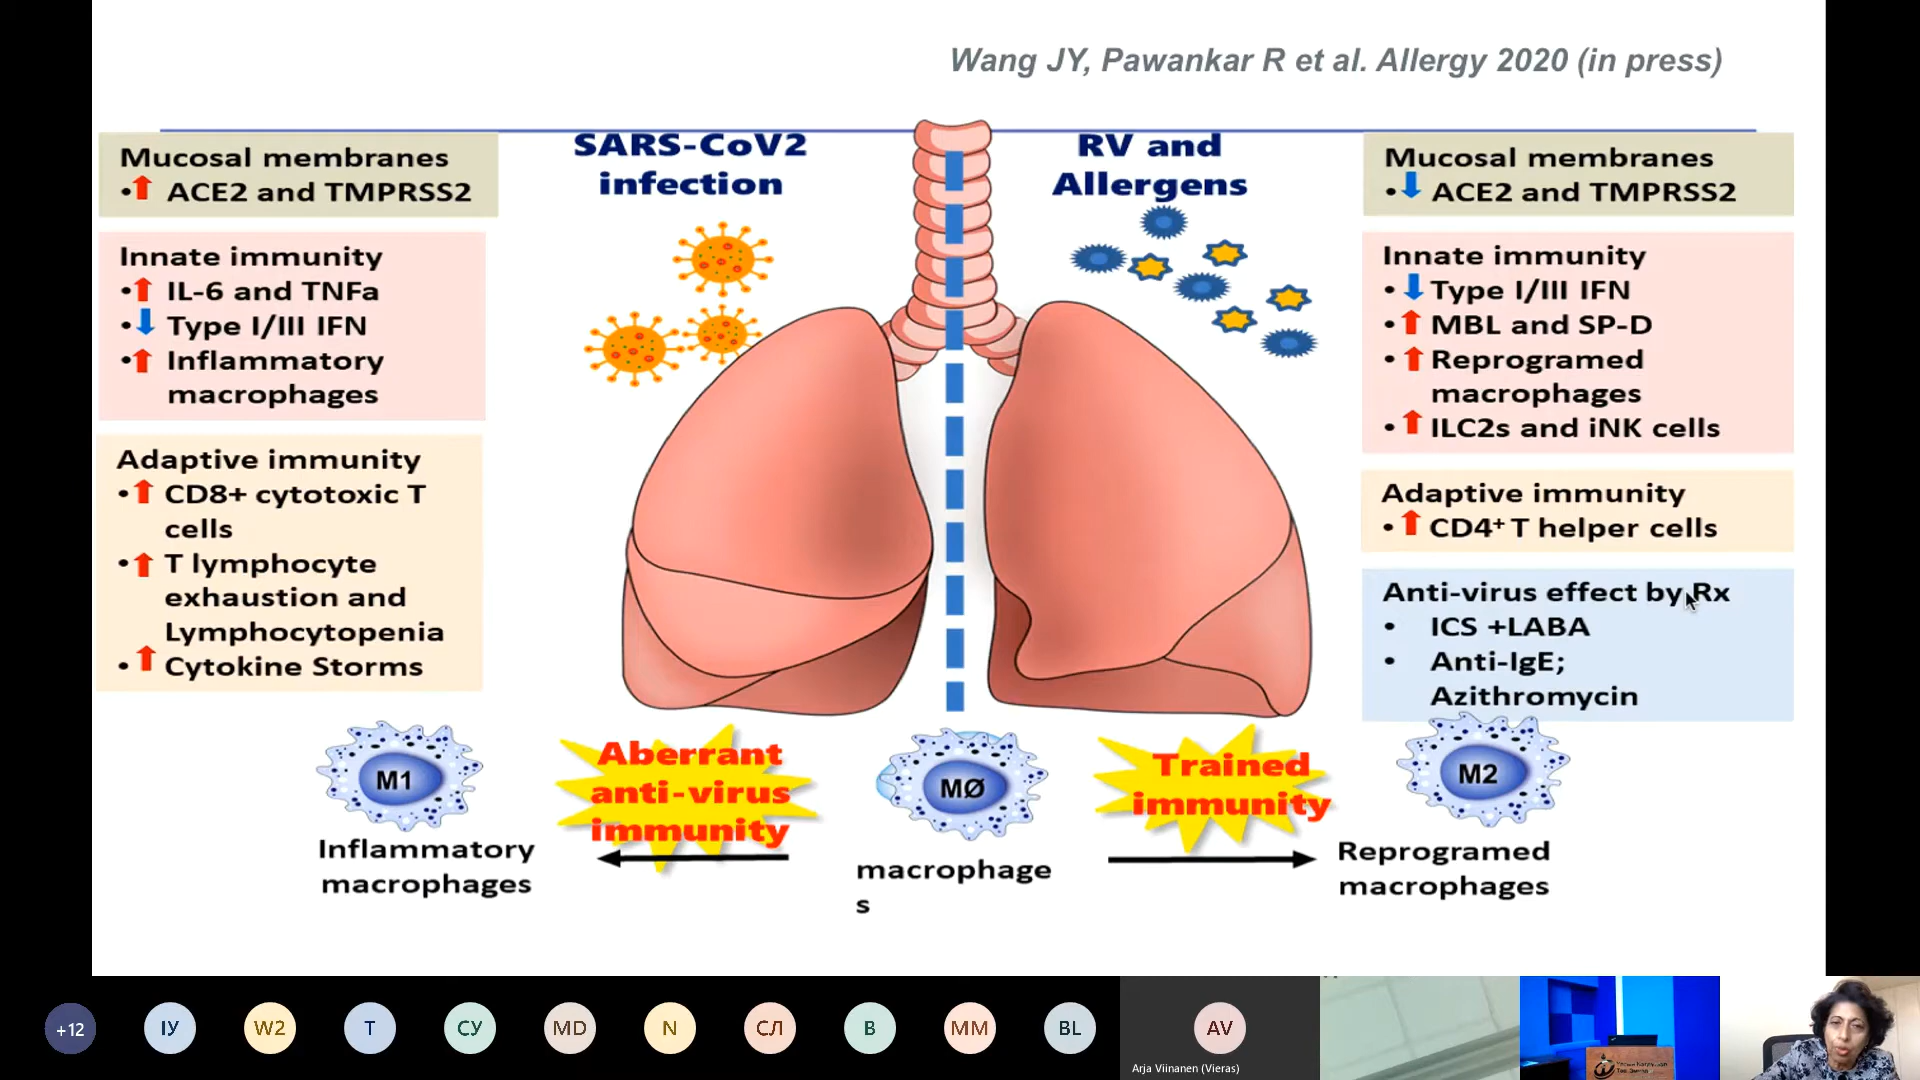 Wang JY, Pawankar R et al. Allergy 2020 (in press)
Mucosal membranes
• ACE2 and TMPRSS2
Innate immunity
• IL-6 and TNFa
• Type I/III IFN
• Inflammatory
macrophages
Adaptive immunity
• CD8+ cytotoxic T
cells
• T lymphocyte
exhaustion and
Lymphocytopenia
• Cytokine Storms
SARS-CoV2
infection
RV and
Allergens
Mucosal membranes
• ACE2 and TMPRSS2
Innate immunity
• Type I/III IFN
• MBL and SP-D
• Reprogramed
macrophages
• ILC2s and iNK cells
Adaptive immunity
• CD4+ T helper cells
Anti-virus effect by Rx
• ICS +LABA
• Anti-IgE;
Azithromycin
M1
Inflammatory
macrophages
Aberrant
anti-virus
immunity
MØ
macrophage
s
Trained
immunity
M2
Reprogramed
macrophages
+12
ІУ
W2
T
СУ
MD
N
СЛ
B
MM
BL
AV
Arja Viinanen (Vieras)